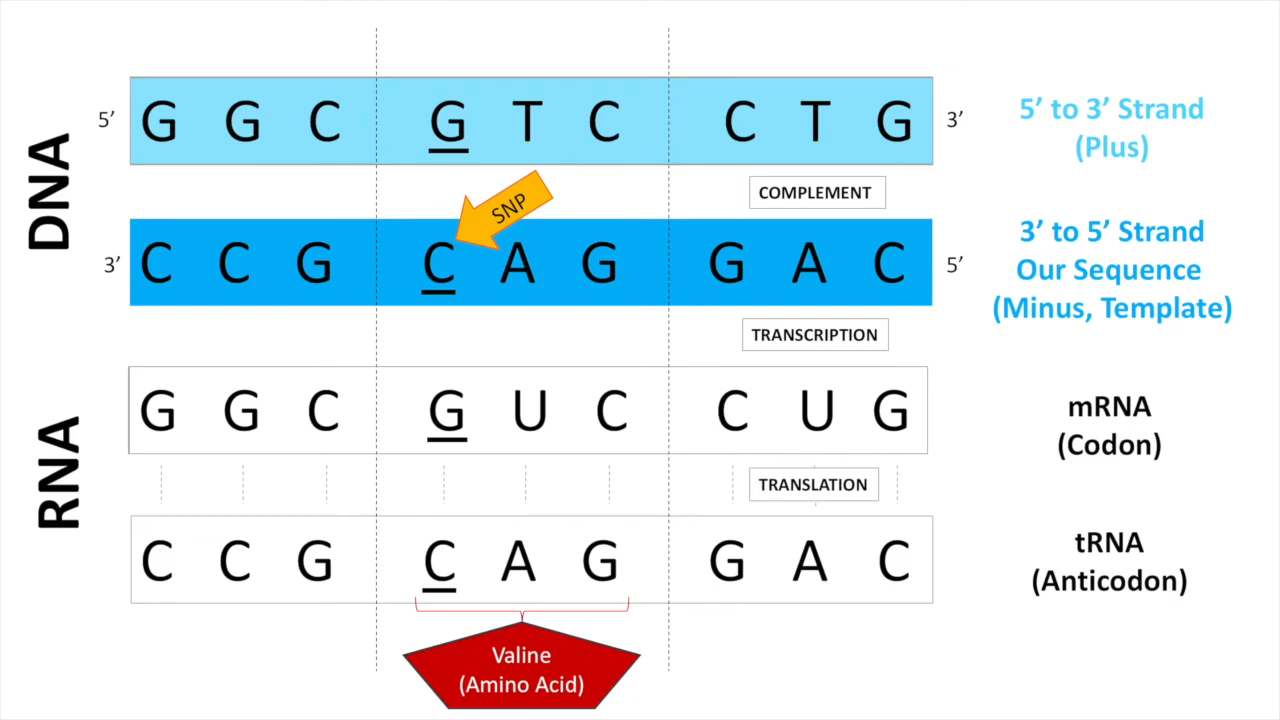 DNA
5’ G G C G T C C T G 3’
5’ to 3’ Strand
(Plus)
COMPLEMENT
SNP
3’ C C G C A G G A C 5’
3’ to 5’ Strand
Our Sequence
(Minus, Template)
TRANSCRIPTION
RNA
G G C G U C C U G
mRNA
(Codon)
TRANSLATION
C C G C A G G A C
tRNA
(Anticodon)
Valine
(Amino Acid)